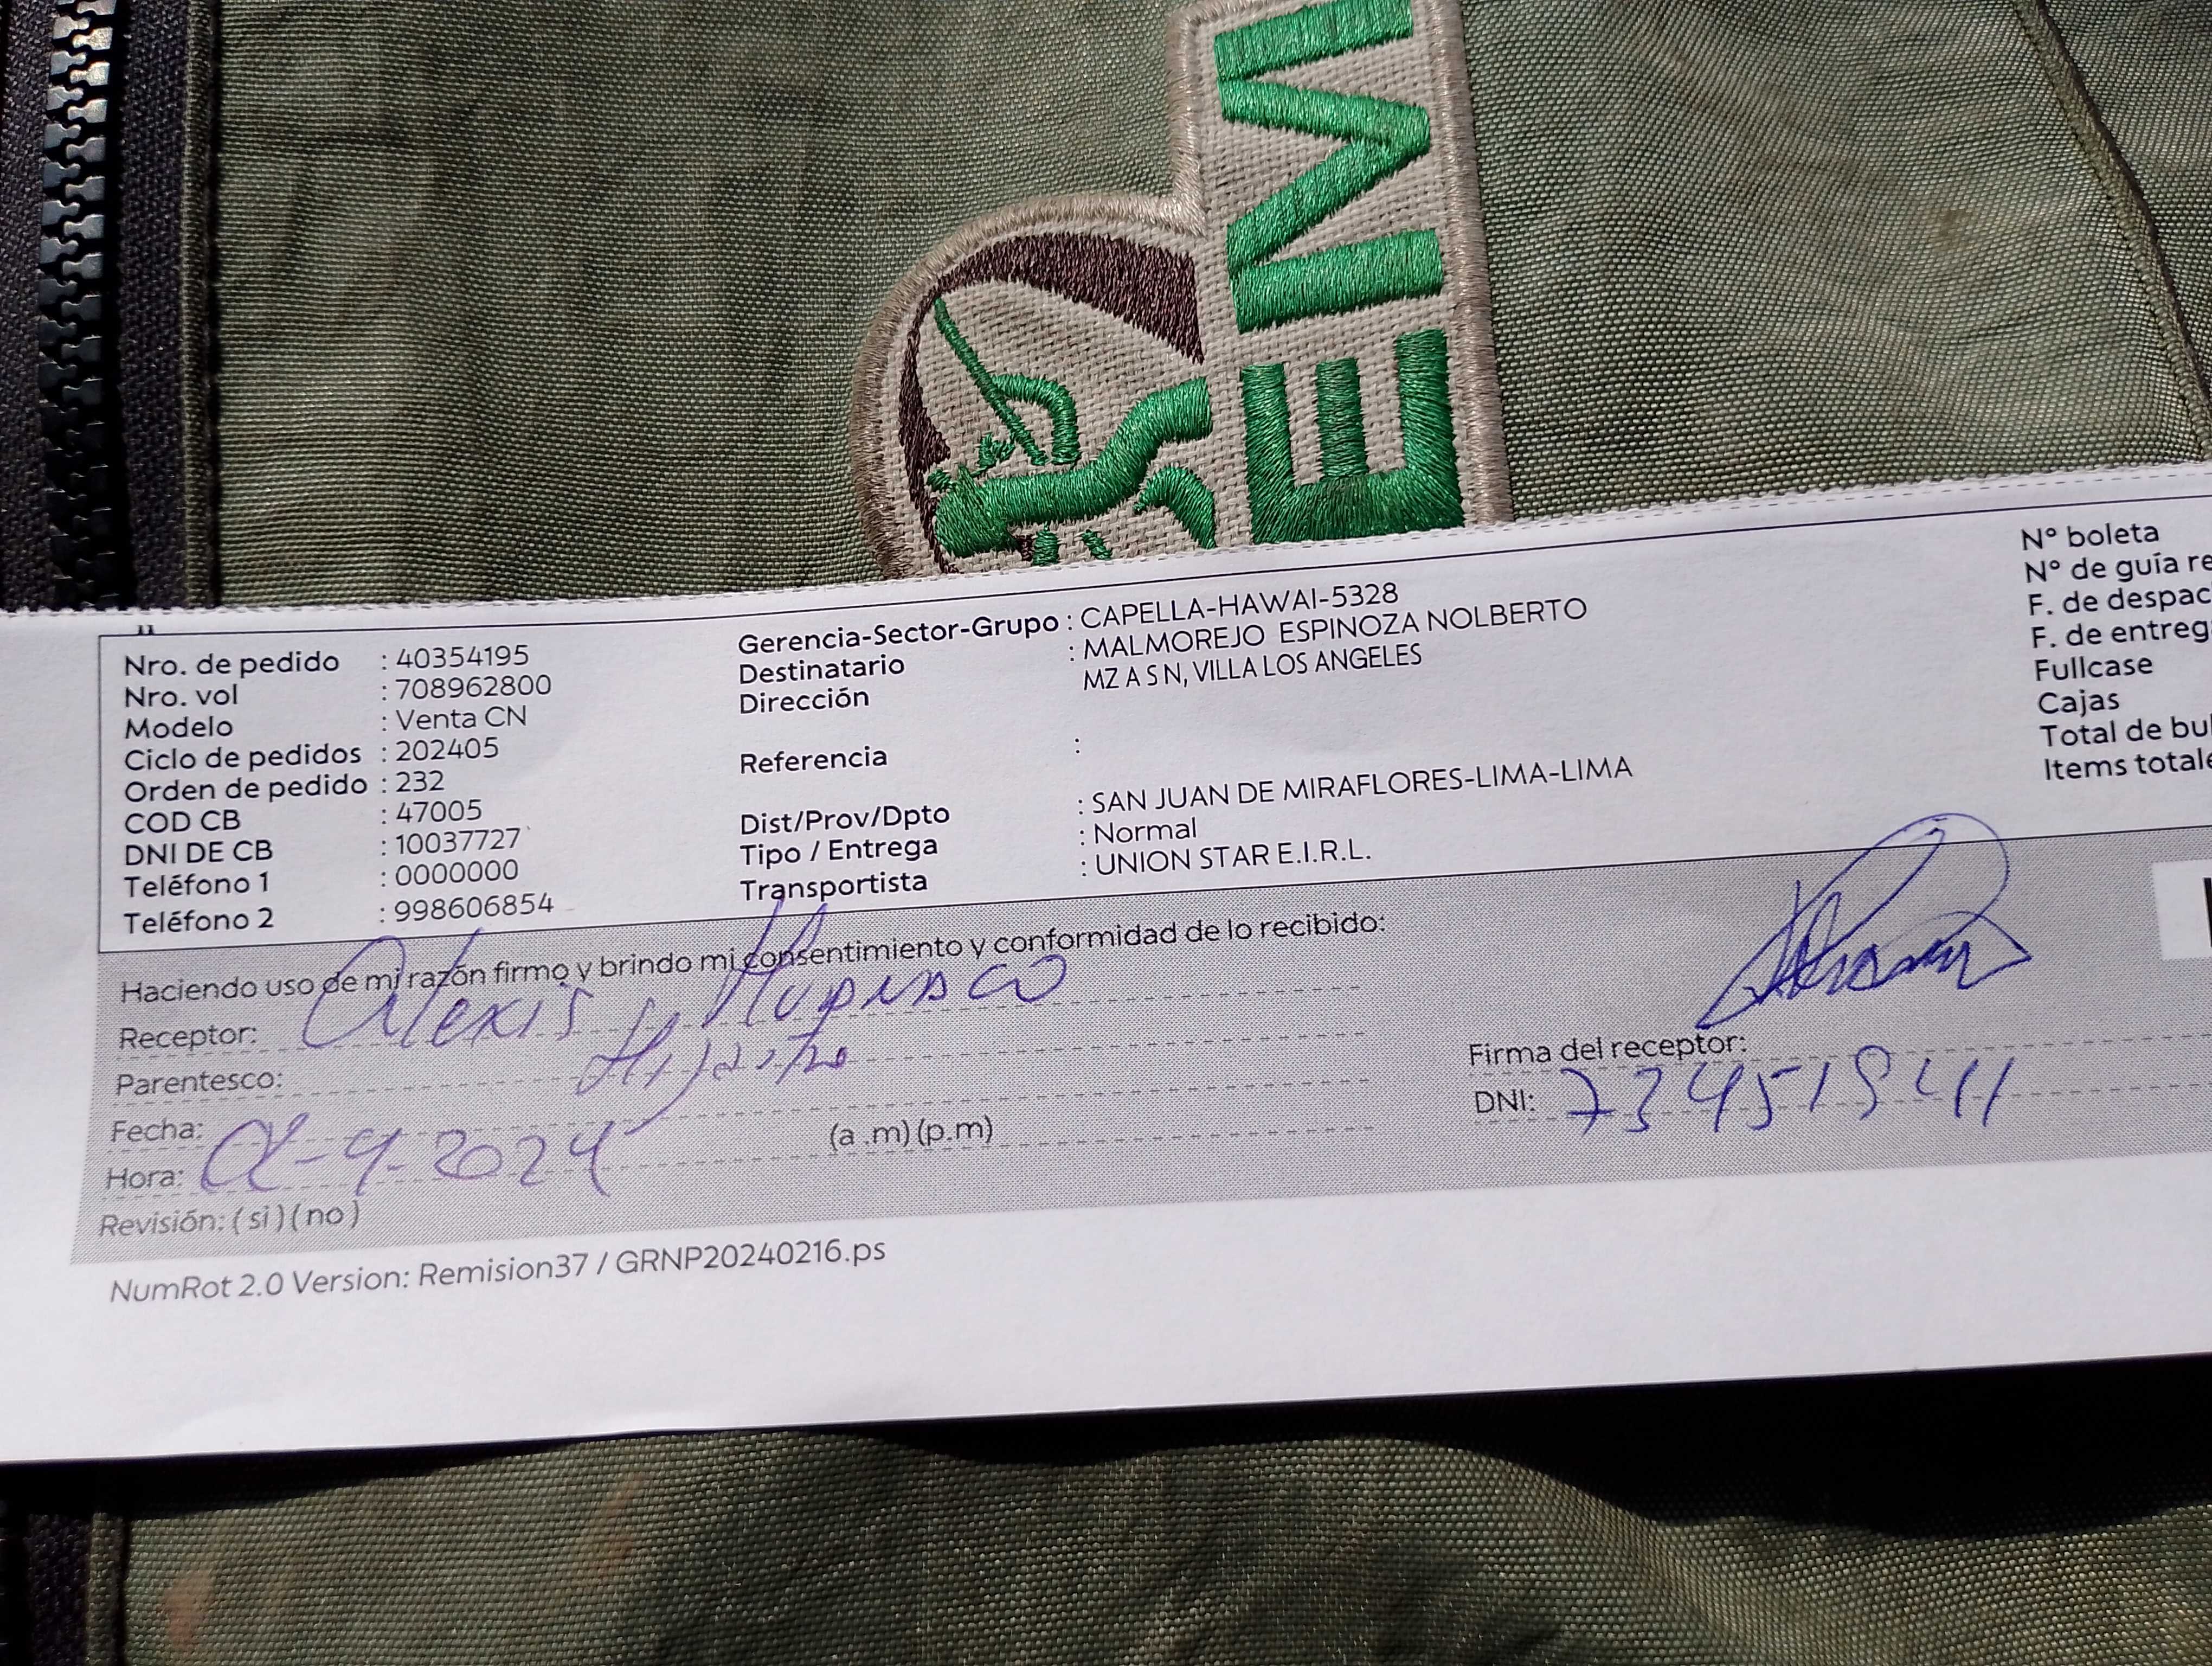 EM
Nro. de pedido : 40354195
Nro. vol : 708962800
Modelo : Venta CN
Ciclo de pedidos : 202405
Orden de pedido : 232
COD CB : 47005
DNI DE CB : 10037727
Teléfono 1 : 0000000
Teléfono 2 : 998606854
Gerencia-Sector-Grupo : CAPELLA-HAWAI-5328
Destinatario : MALMOREJO ESPINOZA NOLBERTO
Dirección MZ A S N, VILLA LOS ANGELES
Referencia :
Dist/Prov/Dpto : SAN JUAN DE MIRAFLORES-LIMA-LIMA
Tipo / Entrega : Normal
Transportista : UNION STAR E.I.R.L.
N° boleta
N° de guía re
F. de despac
F. de entreg
Fullcase
Cajas
Total de bul
Items totale
Haciendo uso de mi razón firmo y brindo mi consentimiento y conformidad de lo recibido:
Receptor: Alexis
Parentesco: Hijastro
Fecha:
Hora: -4-2024 (a .m) (p.m)
Revisión: ( si ) ( no )
Firma del receptor:
DNI:
NumRot 2.0 Version: Remision37 / GRNP20240216.ps